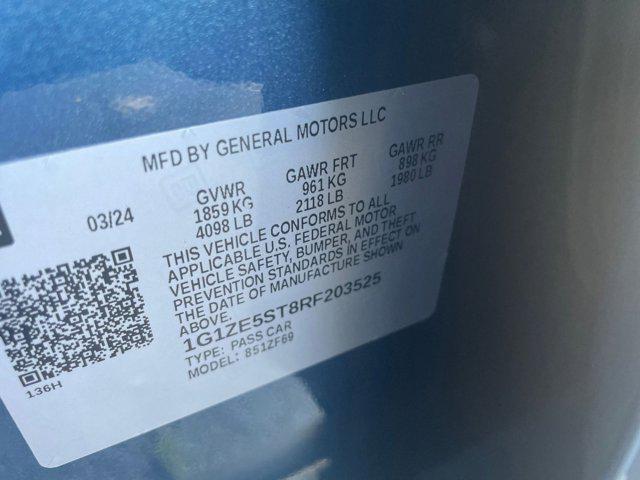 MFD BY GENERAL MOTORS LLC
03/24
GVWR
1859 KG
4098 LB
GAWR FRT
961 KG
2118 LB
GAWR RR
898 KG
1980 LB
THIS VEHICLE CONFORMS TO ALL
APPLICABLE U.S. FEDERAL MOTOR
VEHICLE SAFETY, BUMPER, AND THEFT
PREVENTION STANDARDS IN EFFECT ON
THE DATE OF MANUFACTURE SHOWN
ABOVE.
1G1ZE5ST8RF203525
TYPE: PASS CAR
MODEL: 851ZF69
136H